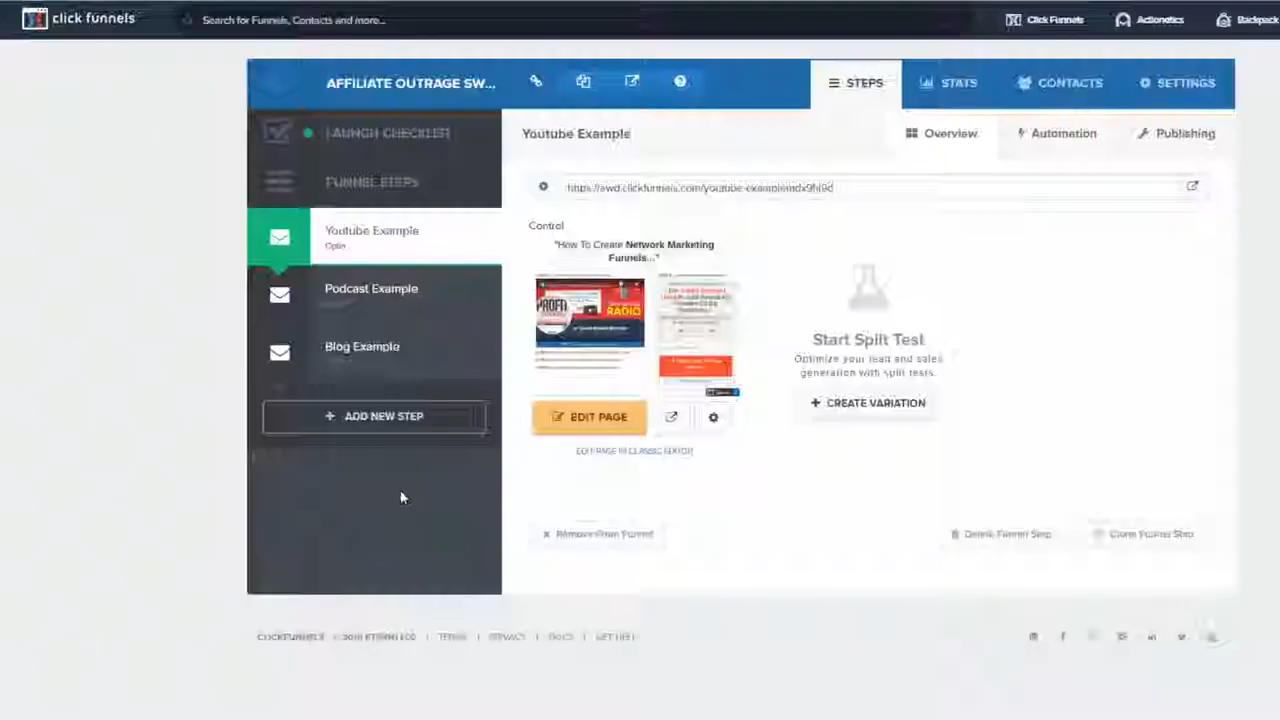 click funnels
Search for Funnels, Contacts and more...
Click Funnels
Actionetics
Backpack
AFFILIATE OUTRAGE SW...
STEPS
STATS
CONTACTS
SETTINGS
LAUNCH CHECKLIST
Youtube Example
Overview
Automation
Publishing
FUNNEL STEPS
Youtube Example
Optin
Control
"How To Create Network Marketing
Funnels..."
RADIO
Podcast Example
Blog Example
Start Split Test
Optimize your lead and sales
generation with split tests.
+ CREATE VARIATION
+ ADD NEW STEP
EDIT PAGE
EDIT PAGE IN CLASSIC EDITOR
Remove From Funnel
Delete Funnel Step
Clone Funnel Step
CLICKFUNNELS
TERMS
PRIVACY
DOCS